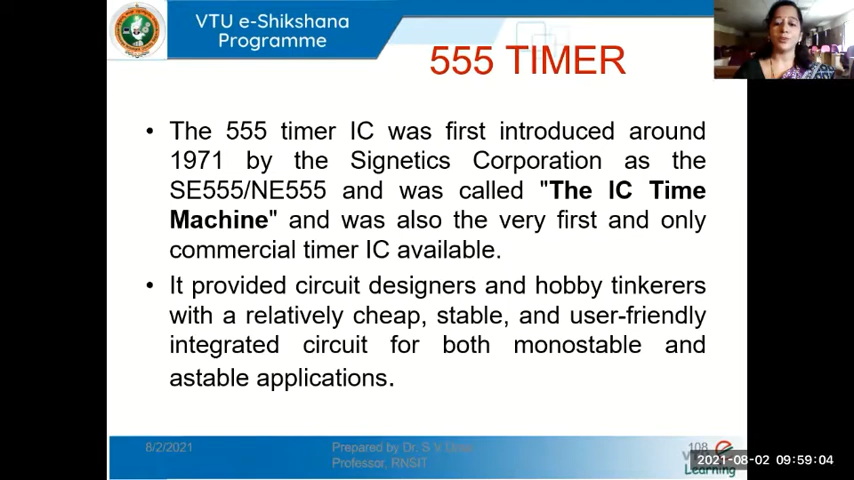 VTU e-Shikshana
Programme
555 TIMER
• The 555 timer IC was first introduced around
1971 by the Signetics Corporation as the
SE555/NE555 and was called "The IC Time
Machine" and was also the very first and only
commercial timer IC available.
• It provided circuit designers and hobby tinkerers
with a relatively cheap, stable, and user-friendly
integrated circuit for both monostable and
astable applications.
8/2/2021
Prepared by Dr. S V
Professor, RNSIT
108
2021-08-02 09:59:04
Learning